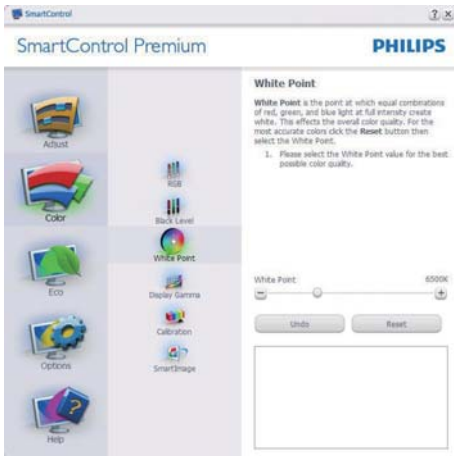 SmartControl
SmartControl Premium
PHILIPS
Adjust
Color
Eco
Options
Help
RGB
Black Level
White Point
Display Gamma
Calibration
SmartImage
White Point
White Point is the point at which equal combinations
of red, green, and blue light at full intensity create
white. This effects the overall color quality. For the
most accurate colors click the Reset button then
select the White Point.
1. Please select the White Point value for the best
possible color quality.
White Point 6500K
Undo Reset